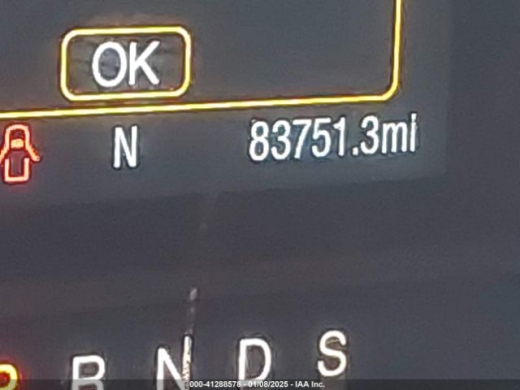 OK
N 83751.3mi
R N D S
000-41288578 - 01/08/2025 - IAA Inc.